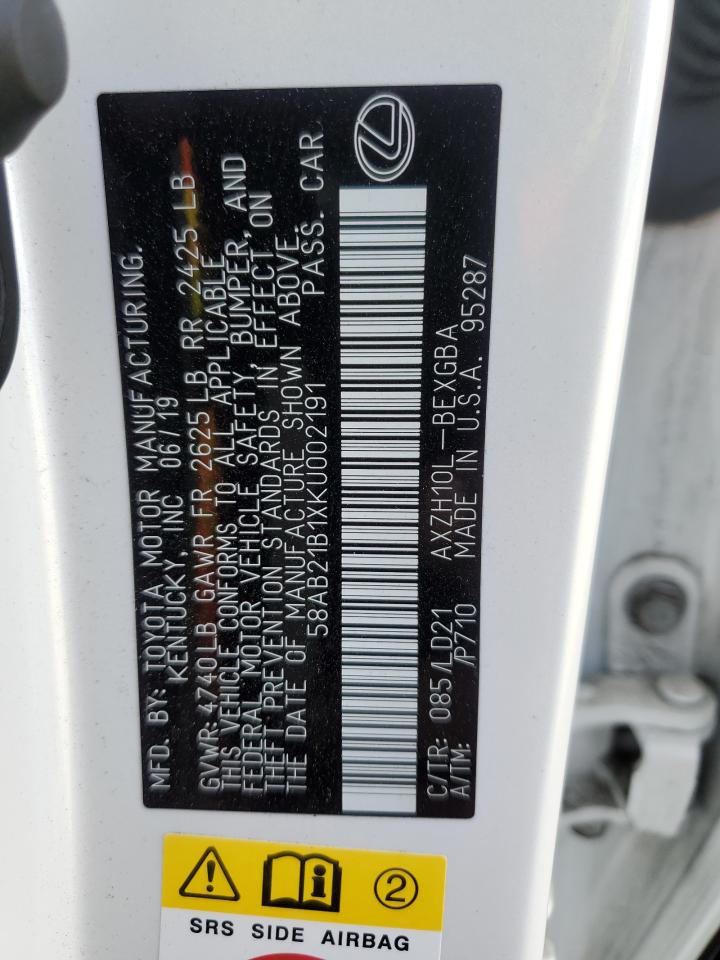 MFD. BY: TOYOTA MOTOR MANUFACTURING.
KENTUCKY, INC 06/19
GVWR 4740LB GAWR FR 2625 LB RR 2425 LB
THIS VEHICLE CONFORMS TO ALL APPLICABLE
FEDERAL MOTOR VEHICLE SAFETY, BUMPER, AND
THEFT PREVENTION STANDARDS IN EFFECT ON
THE DATE OF MANUFACTURE SHOWN ABOVE.
58AB21B1XKU002191 PASS. CAR
C/TR: 085/LD21 AXZH10L-BEXGBA
A/TM: /P710 MADE IN U.S.A. 95287
2
SRS SIDE AIRBAG